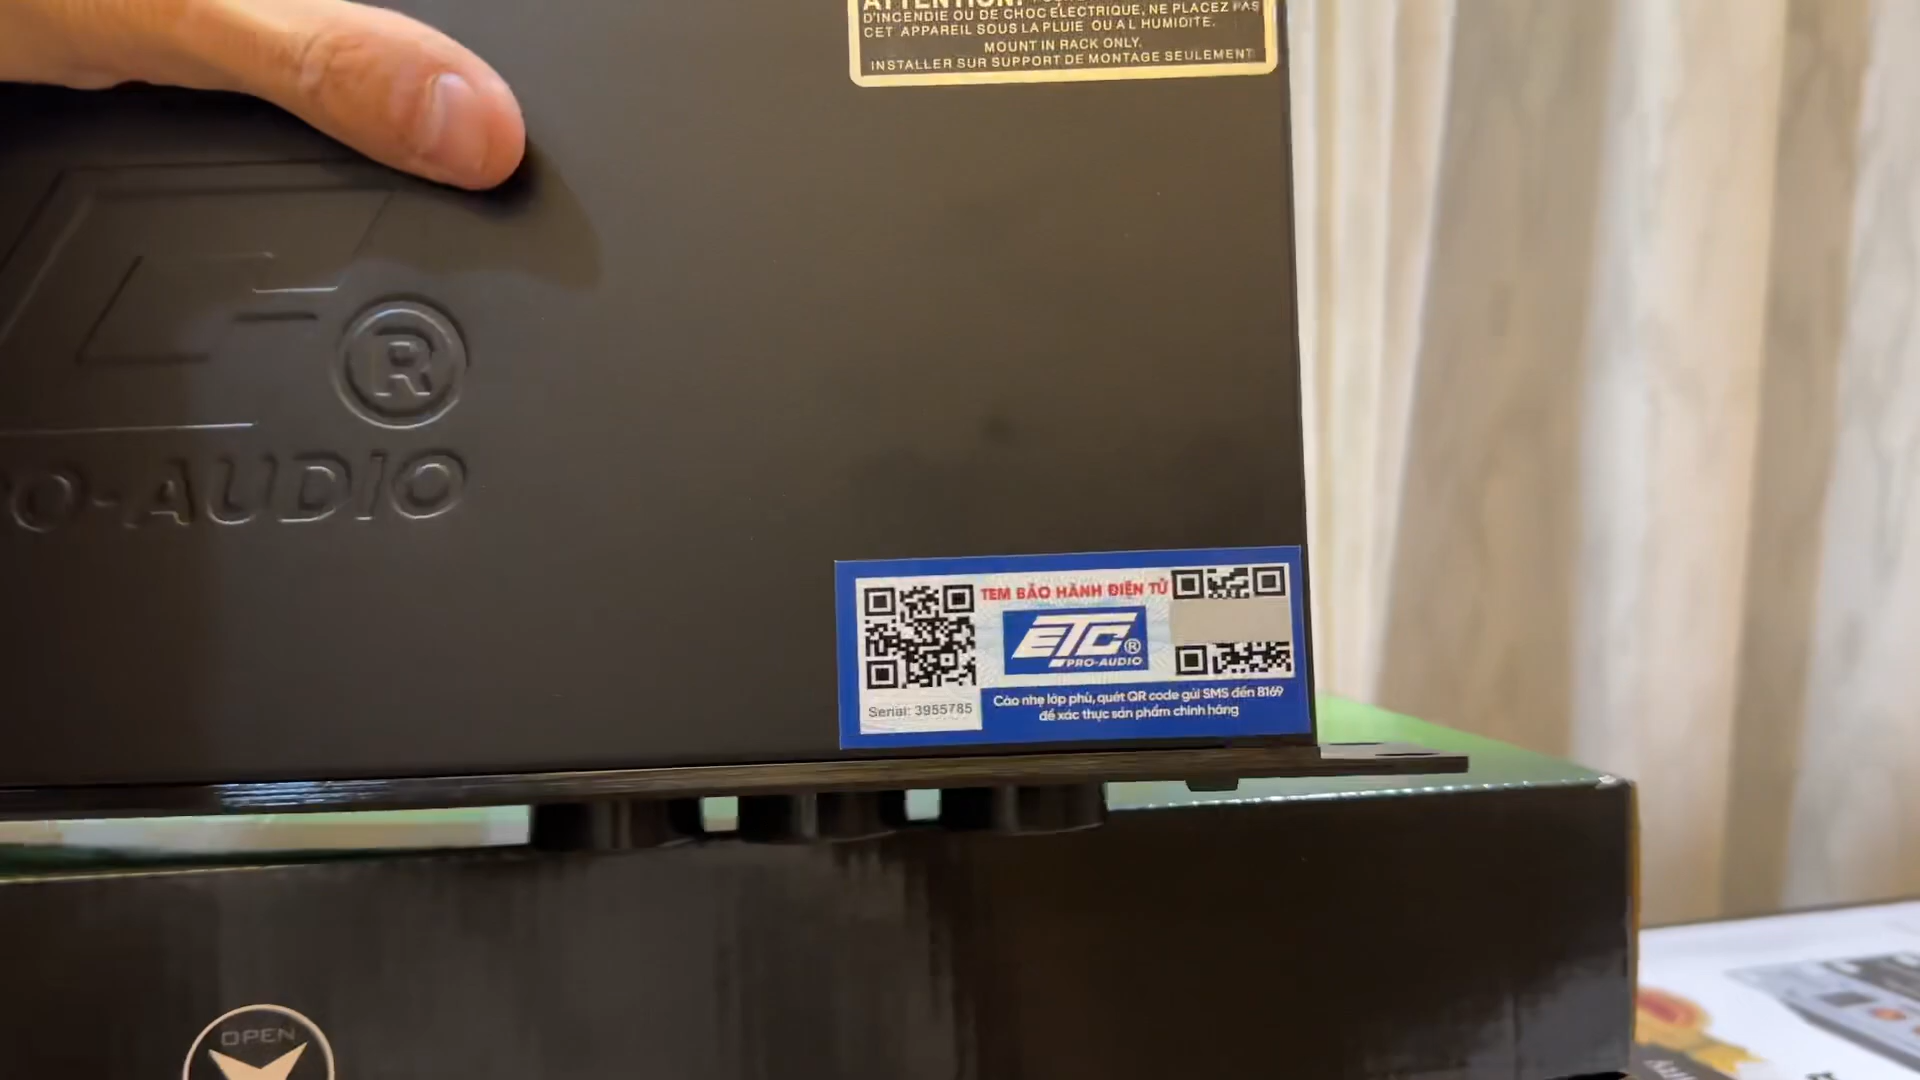 ATTENTION:
D'INCENDIE OU DE CHOC ELECTRIQUE, NE PLACEZ PAS
CET APPAREIL SOUS LA PLUIE OU A L HUMIDITE.
MOUNT IN RACK ONLY.
INSTALLER SUR SUPPORT DE MONTAGE SEULEMENT
®
O-AUDIO
TEM BẢO HÀNH ĐIỆN TỬ
ETC®
PRO-AUDIO
Serial: 3955785
Cào nhẹ lớp phủ, quét QR code gửi SMS đến 8169
để xác thực sản phẩm chính hãng
OPEN